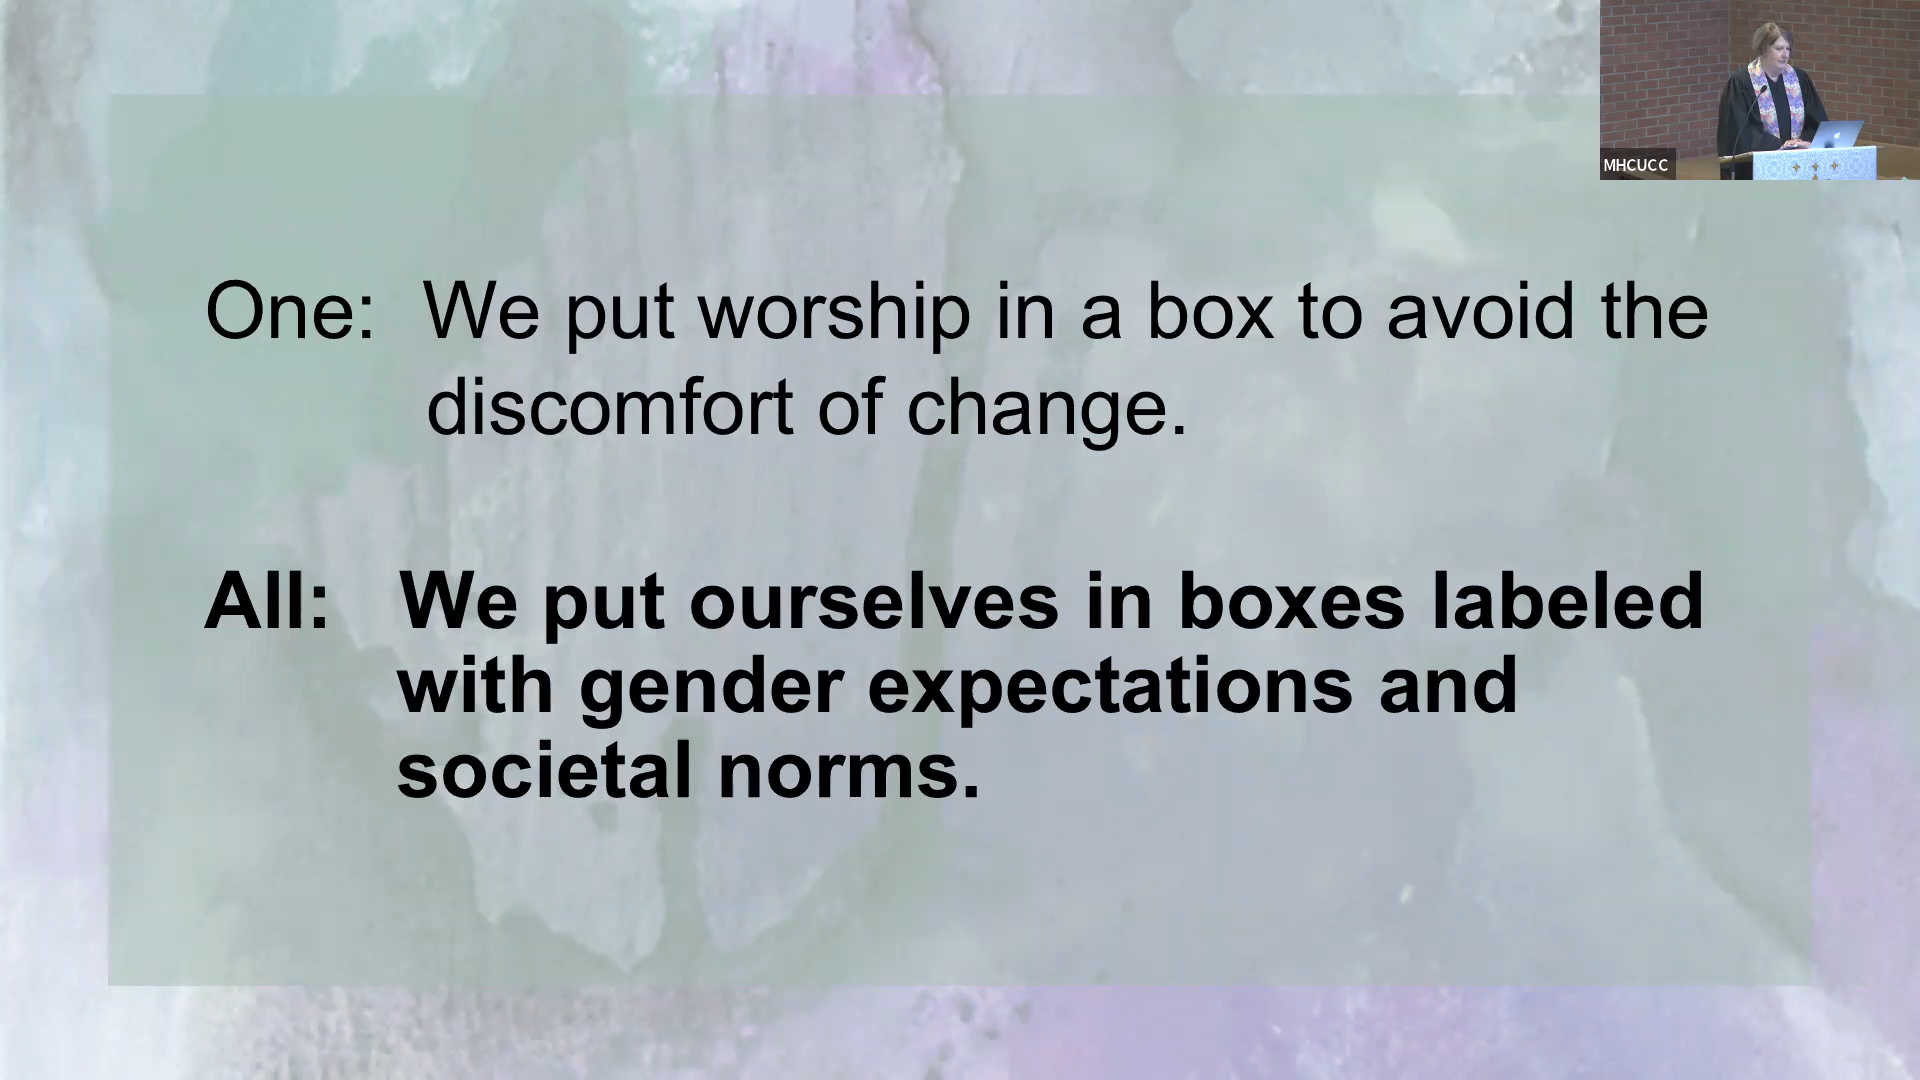 MHCUCC
One: We put worship in a box to avoid the
discomfort of change.
All: We put ourselves in boxes labeled
with gender expectations and
societal norms.